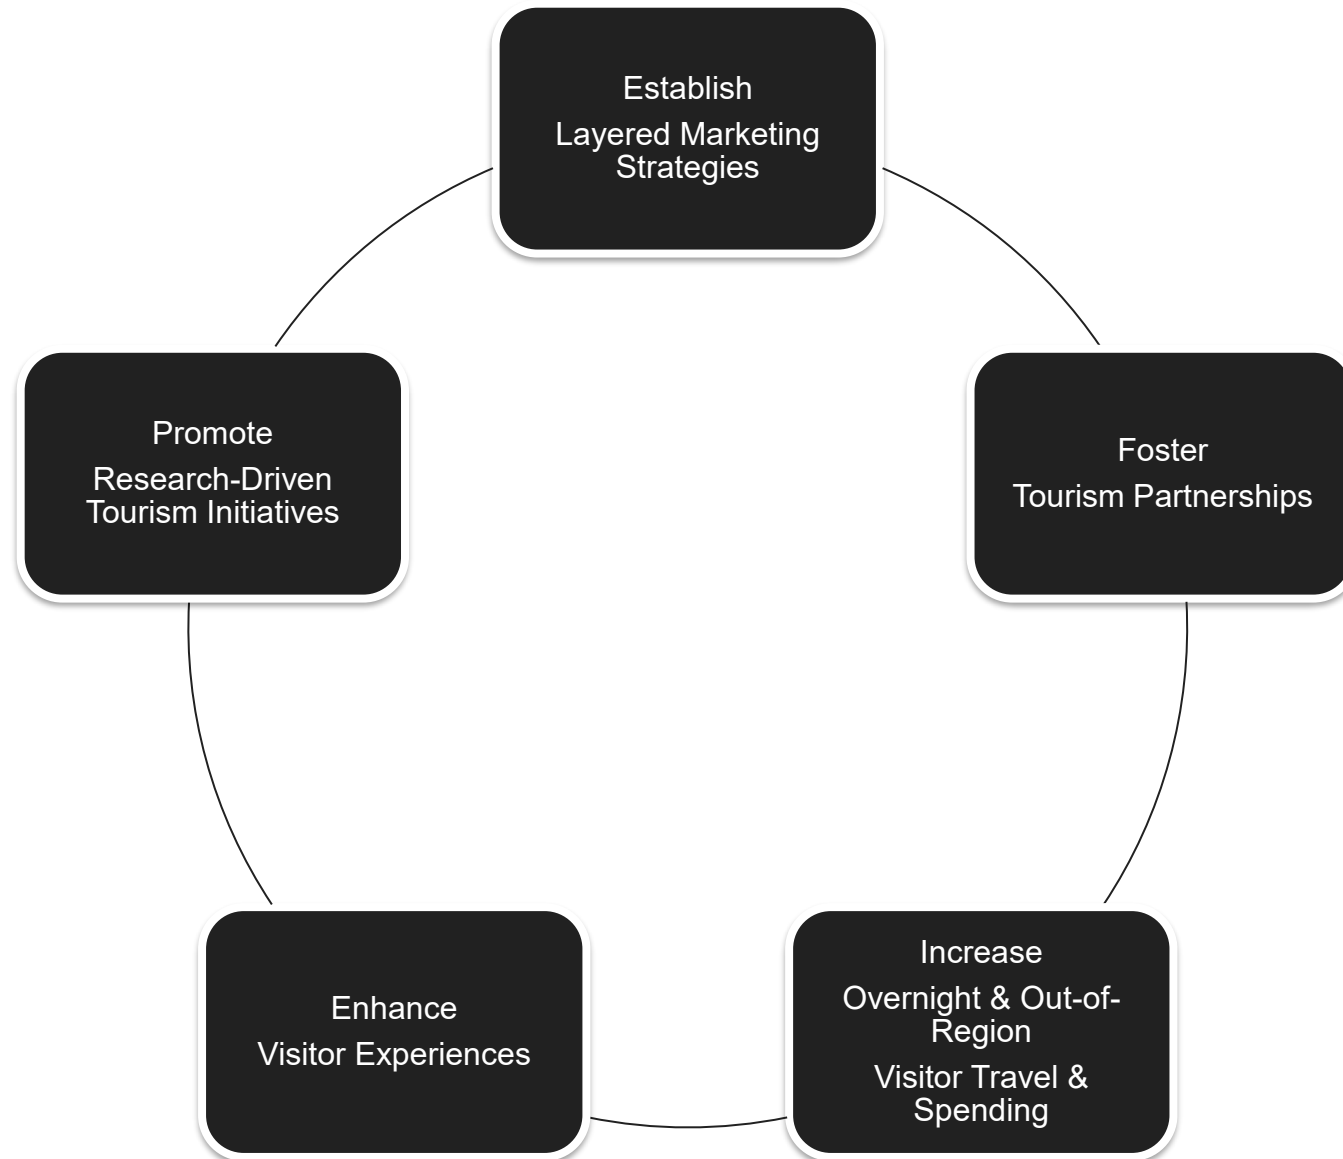 Establish
Layered Marketing
Strategies
Foster
Tourism Partnerships
Increase
Overnight & Out-of-
Region
Visitor Travel &
Spending
Enhance
Visitor Experiences
Promote
Research-Driven
Tourism Initiatives